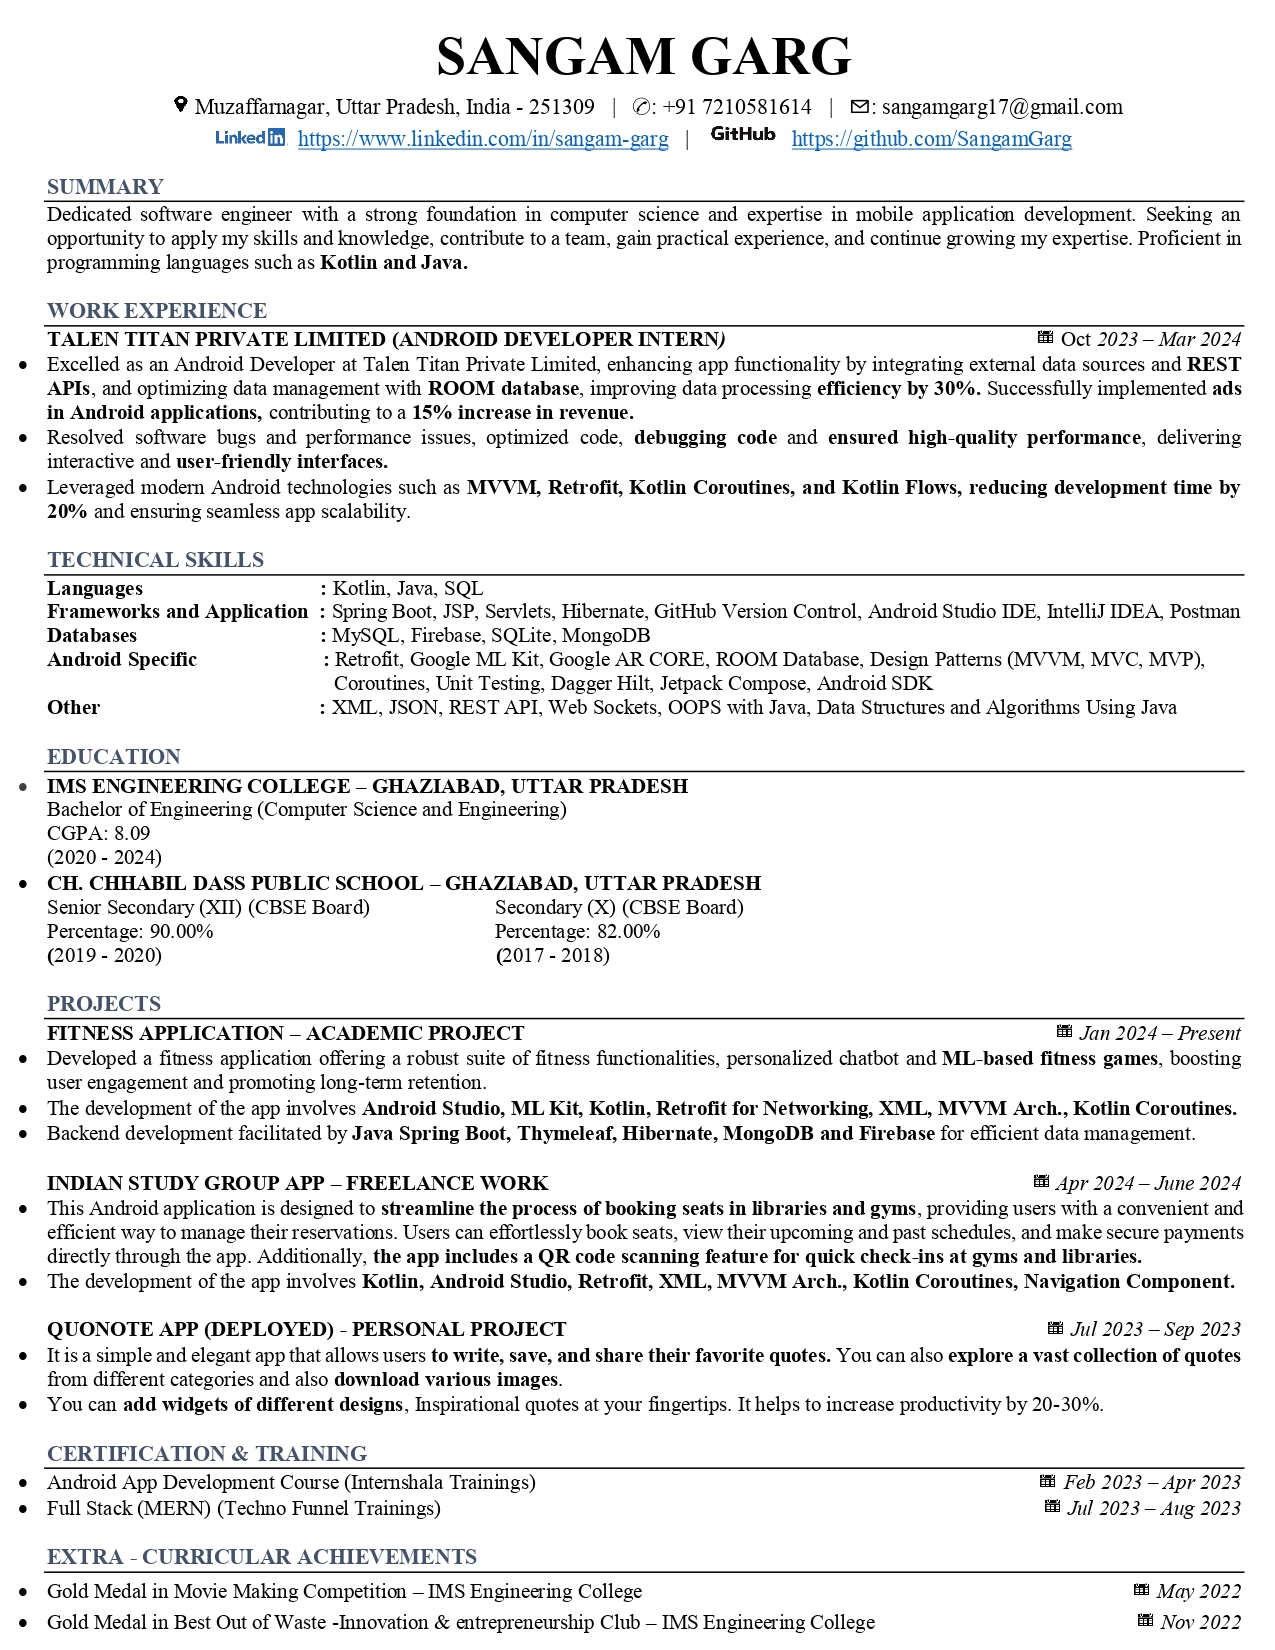 SANGAM GARG
Muzaffarnagar, Uttar Pradesh, India - 251309 | ✆: +91 7210581614 | ✉: sangamgarg17@gmail.com
LinkedIn https://www.linkedin.com/in/sangam-garg | GitHub https://github.com/SangamGarg
SUMMARY
Dedicated software engineer with a strong foundation in computer science and expertise in mobile application development. Seeking an
opportunity to apply my skills and knowledge, contribute to a team, gain practical experience, and continue growing my expertise. Proficient in
programming languages such as Kotlin and Java.
WORK EXPERIENCE
TALEN TITAN PRIVATE LIMITED (ANDROID DEVELOPER INTERN) Oct 2023 – Mar 2024
• Excelled as an Android Developer at Talen Titan Private Limited, enhancing app functionality by integrating external data sources and REST
APIs, and optimizing data management with ROOM database, improving data processing efficiency by 30%. Successfully implemented ads
in Android applications, contributing to a 15% increase in revenue.
• Resolved software bugs and performance issues, optimized code, debugging code and ensured high-quality performance, delivering
interactive and user-friendly interfaces.
• Leveraged modern Android technologies such as MVVM, Retrofit, Kotlin Coroutines, and Kotlin Flows, reducing development time by
20% and ensuring seamless app scalability.
TECHNICAL SKILLS
Languages : Kotlin, Java, SQL
Frameworks and Application : Spring Boot, JSP, Servlets, Hibernate, GitHub Version Control, Android Studio IDE, IntelliJ IDEA, Postman
Databases : MySQL, Firebase, SQLite, MongoDB
Android Specific : Retrofit, Google ML Kit, Google AR CORE, ROOM Database, Design Patterns (MVVM, MVC, MVP),
Coroutines, Unit Testing, Dagger Hilt, Jetpack Compose, Android SDK
Other : XML, JSON, REST API, Web Sockets, OOPS with Java, Data Structures and Algorithms Using Java
EDUCATION
• IMS ENGINEERING COLLEGE – GHAZIABAD, UTTAR PRADESH
Bachelor of Engineering (Computer Science and Engineering)
CGPA: 8.09
(2020 - 2024)
• CH. CHHABIL DASS PUBLIC SCHOOL – GHAZIABAD, UTTAR PRADESH
Senior Secondary (XII) (CBSE Board) Secondary (X) (CBSE Board)
Percentage: 90.00% Percentage: 82.00%
(2019 - 2020) (2017 - 2018)
PROJECTS
FITNESS APPLICATION – ACADEMIC PROJECT Jan 2024 – Present
• Developed a fitness application offering a robust suite of fitness functionalities, personalized chatbot and ML-based fitness games, boosting
user engagement and promoting long-term retention.
• The development of the app involves Android Studio, ML Kit, Kotlin, Retrofit for Networking, XML, MVVM Arch., Kotlin Coroutines.
• Backend development facilitated by Java Spring Boot, Thymeleaf, Hibernate, MongoDB and Firebase for efficient data management.
INDIAN STUDY GROUP APP – FREELANCE WORK Apr 2024 – June 2024
• This Android application is designed to streamline the process of booking seats in libraries and gyms, providing users with a convenient and
efficient way to manage their reservations. Users can effortlessly book seats, view their upcoming and past schedules, and make secure payments
directly through the app. Additionally, the app includes a QR code scanning feature for quick check-ins at gyms and libraries.
• The development of the app involves Kotlin, Android Studio, Retrofit, XML, MVVM Arch., Kotlin Coroutines, Navigation Component.
QUONOTE APP (DEPLOYED) - PERSONAL PROJECT Jul 2023 – Sep 2023
• It is a simple and elegant app that allows users to write, save, and share their favorite quotes. You can also explore a vast collection of quotes
from different categories and also download various images.
• You can add widgets of different designs, Inspirational quotes at your fingertips. It helps to increase productivity by 20-30%.
CERTIFICATION & TRAINING
• Android App Development Course (Internshala Trainings) Feb 2023 – Apr 2023
• Full Stack (MERN) (Techno Funnel Trainings) Jul 2023 – Aug 2023
EXTRA - CURRICULAR ACHIEVEMENTS
• Gold Medal in Movie Making Competition – IMS Engineering College May 2022
• Gold Medal in Best Out of Waste -Innovation & entrepreneurship Club – IMS Engineering College Nov 2022